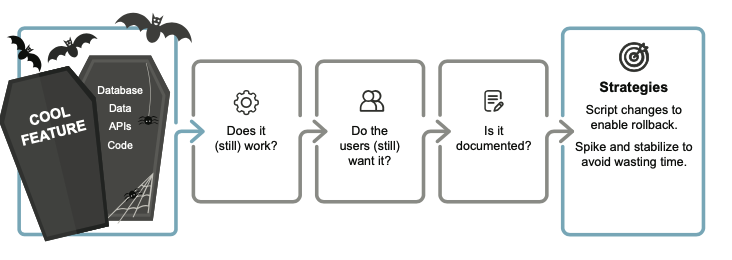 COOL
FEATURE
Database
Data
APIs
Code
Does it
(still) work?
Do the
users (still)
want it?
Is it
documented?
Strategies
Script changes to
enable rollback.
Spike and stabilize to
avoid wasting time.